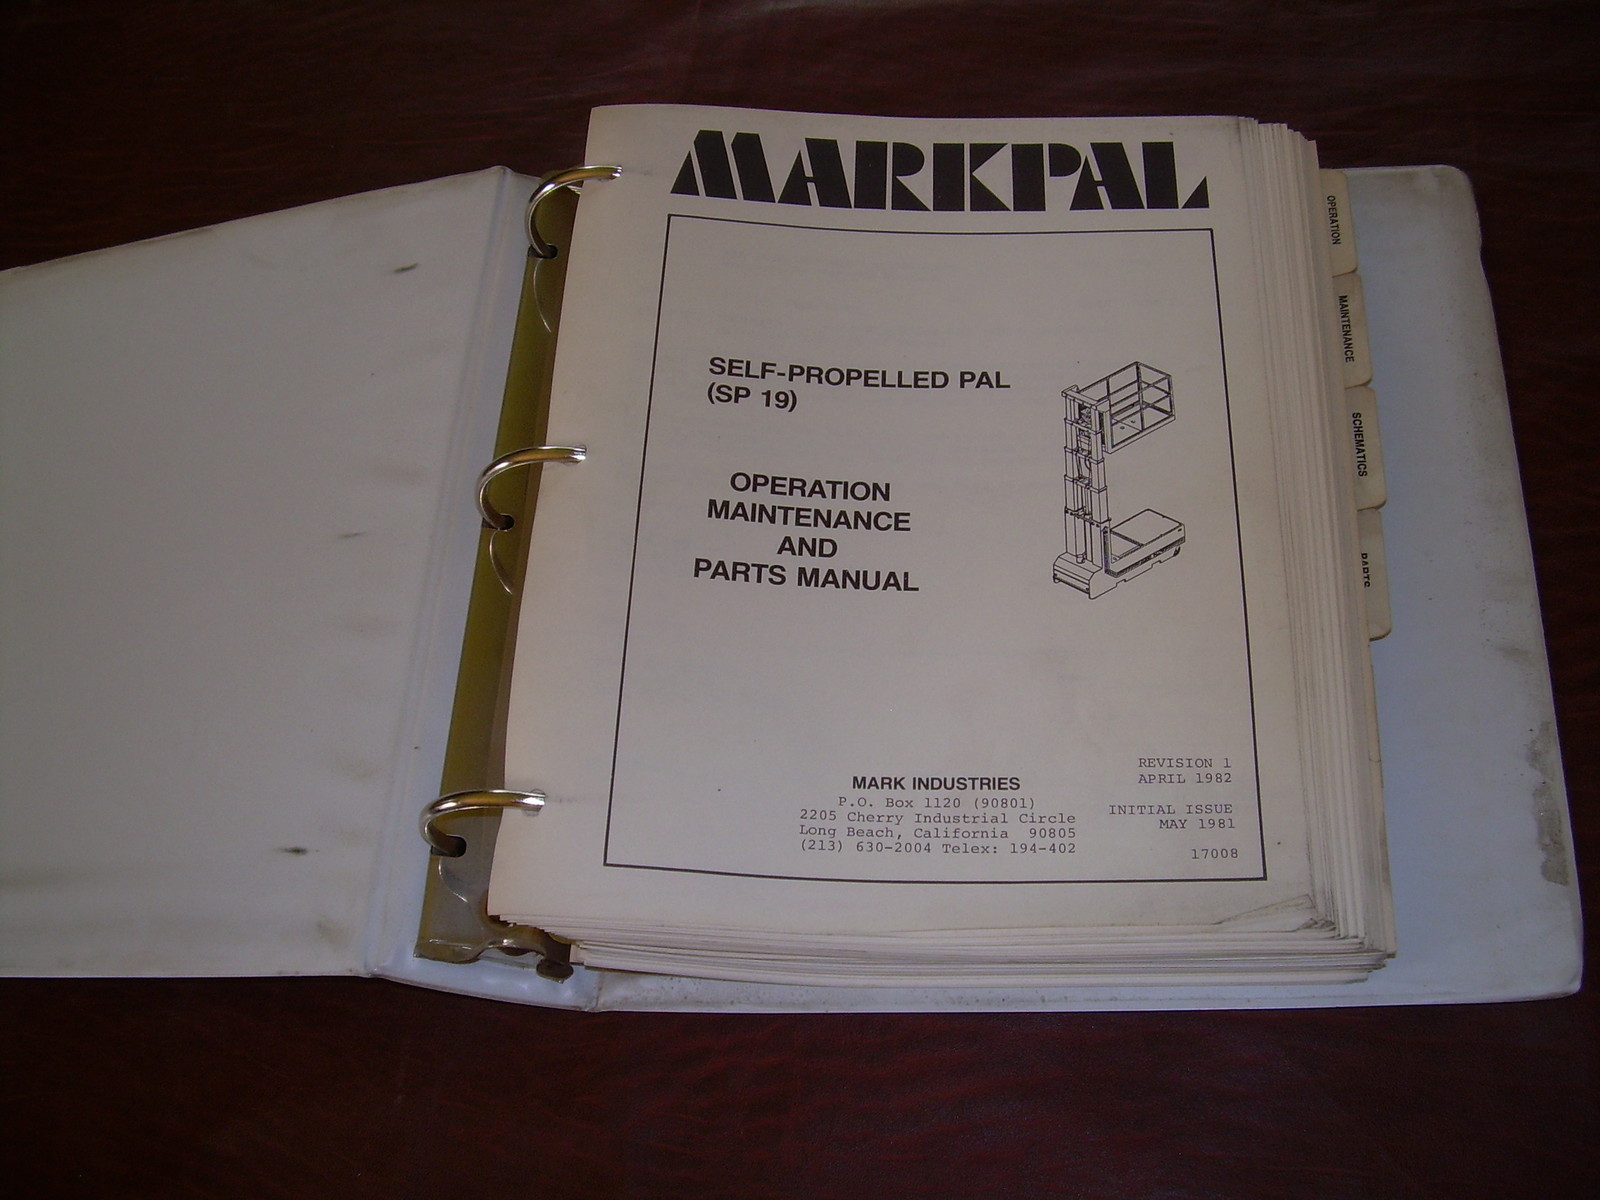 MARKPAL
SELF-PROPELLED PAL
(SP 19)
OPERATION
MAINTENANCE
AND
PARTS MANUAL
MARK INDUSTRIES
P.O. Box 1120 (90801)
2205 Cherry Industrial Circle
Long Beach, California 90805
(213) 630-2004 Telex: 194-402
REVISION 1
APRIL 1982
INITIAL ISSUE
MAY 1981
17008
OPERATION
MAINTENANCE
SCHEMATICS
PARTS